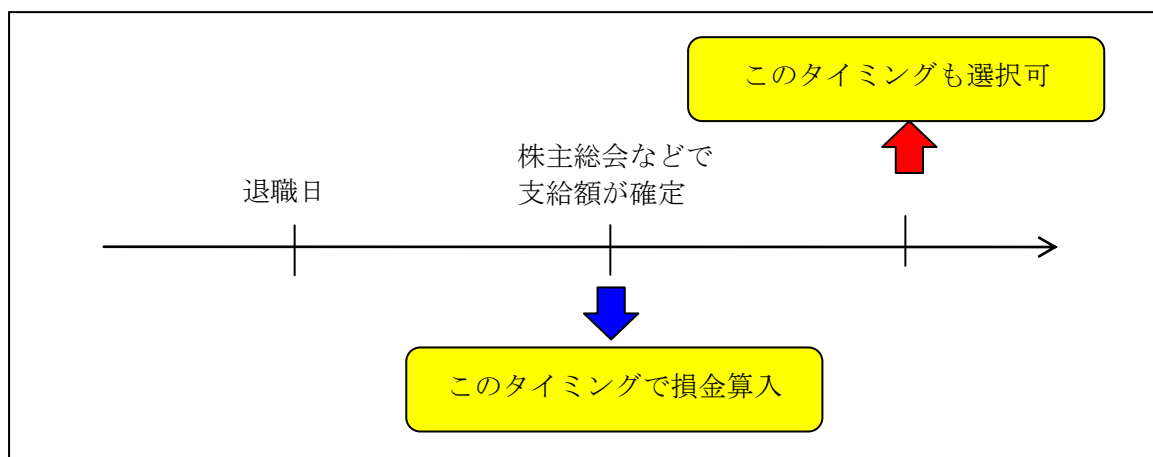 このタイミングも選択可
株主総会などで
支給額が確定
退職日
このタイミングで損金算入